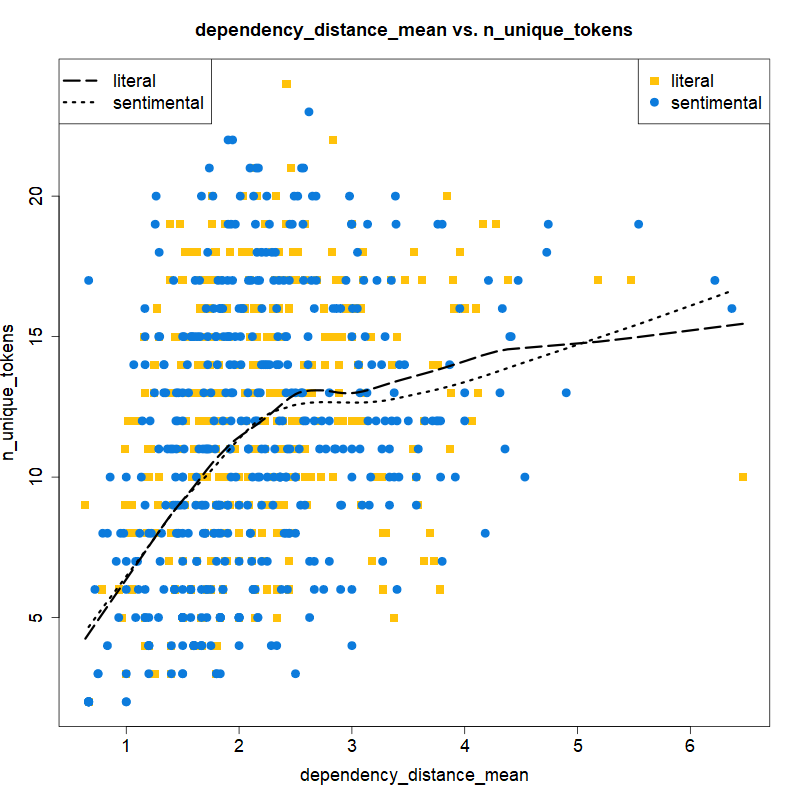 dependency_distance_mean vs. n_unique_tokens
literal
sentimental
literal
sentimental
n_unique_tokens
20
15
10
5
1 2 3 4 5 6
dependency_distance_mean